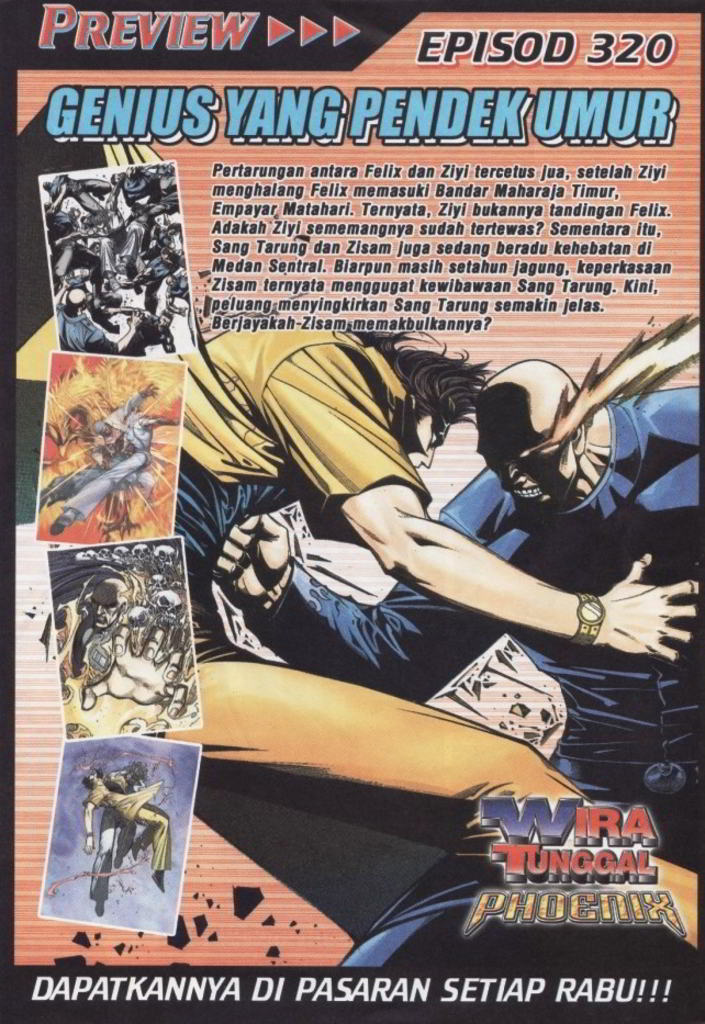 PREVIEW
EPISOD 320
GENIUS YANG PENDEK UMUR
Pertarungan antara Felix dan Ziyi tercetus jua, setelah Ziyi
menghalang Felix memasuki Bandar Maharaja Timur,
Empayar Matahari. Ternyata, Ziyi bukannya tandingan Felix.
Adakah Ziyi sememangnya sudah tertewas? Sementara itu,
Sang Tarung dan Zisam juga sedang beradu kehebatan di
Medan Sentral. Biarpun masih setahun jagung, keperkasaan
Zisam ternyata menggugat kewibawaan Sang Tarung. Kini,
peluang menyingkirkan Sang Tarung semakin jelas.
Berjayakah Zisam memakbulkannya?
WIRA
TUNGGAL
PHOENIX
DAPATKANNYA DI PASARAN SETIAP RABU!!!